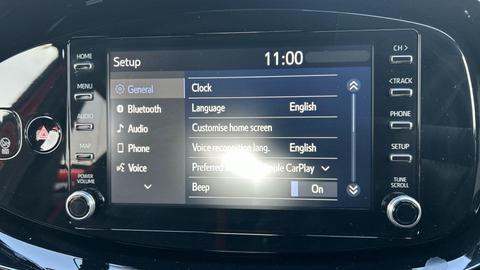 Setup 11:00
HOME
MENU
AUDIO
MAP
POWER
VOLUME
General
Bluetooth
Audio
Phone
Voice
Clock
Language English
Customise home screen
Voice recognition lang. English
Preferred Apple CarPlay
Beep On
CH >
< TRACK
PHONE
SETUP
TUNE
SCROLL